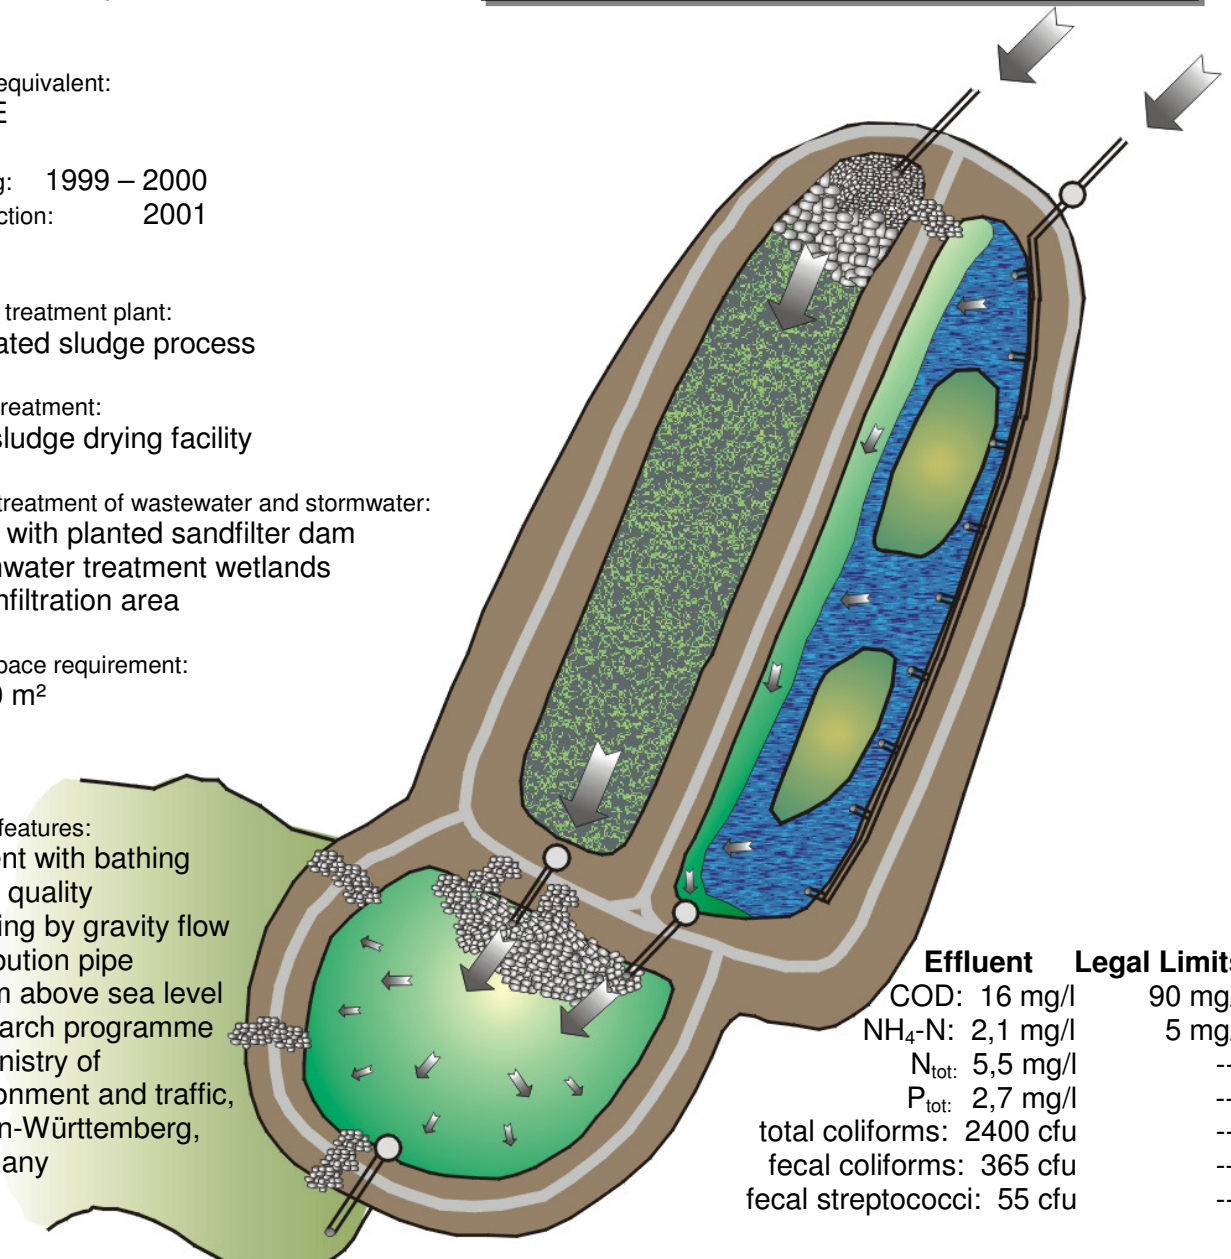 equivalent:
E
g: 1999 – 2000
ction: 2001
treatment plant:
ated sludge process
reatment:
sludge drying facility
treatment of wastewater and stormwater:
with planted sandfilter dam
nwater treatment wetlands
nfiltration area
pace requirement:
0 m²
features:
ent with bathing
quality
ing by gravity flow
bution pipe
m above sea level
arch programme
nistry of
onment and traffic,
n-Württemberg,
any
Effluent Legal Limits
COD: 16 mg/l 90 mg/
NH₄-N: 2,1 mg/l 5 mg/
Ntot: 5,5 mg/l --
Ptot: 2,7 mg/l --
total coliforms: 2400 cfu --
fecal coliforms: 365 cfu --
fecal streptococci: 55 cfu --